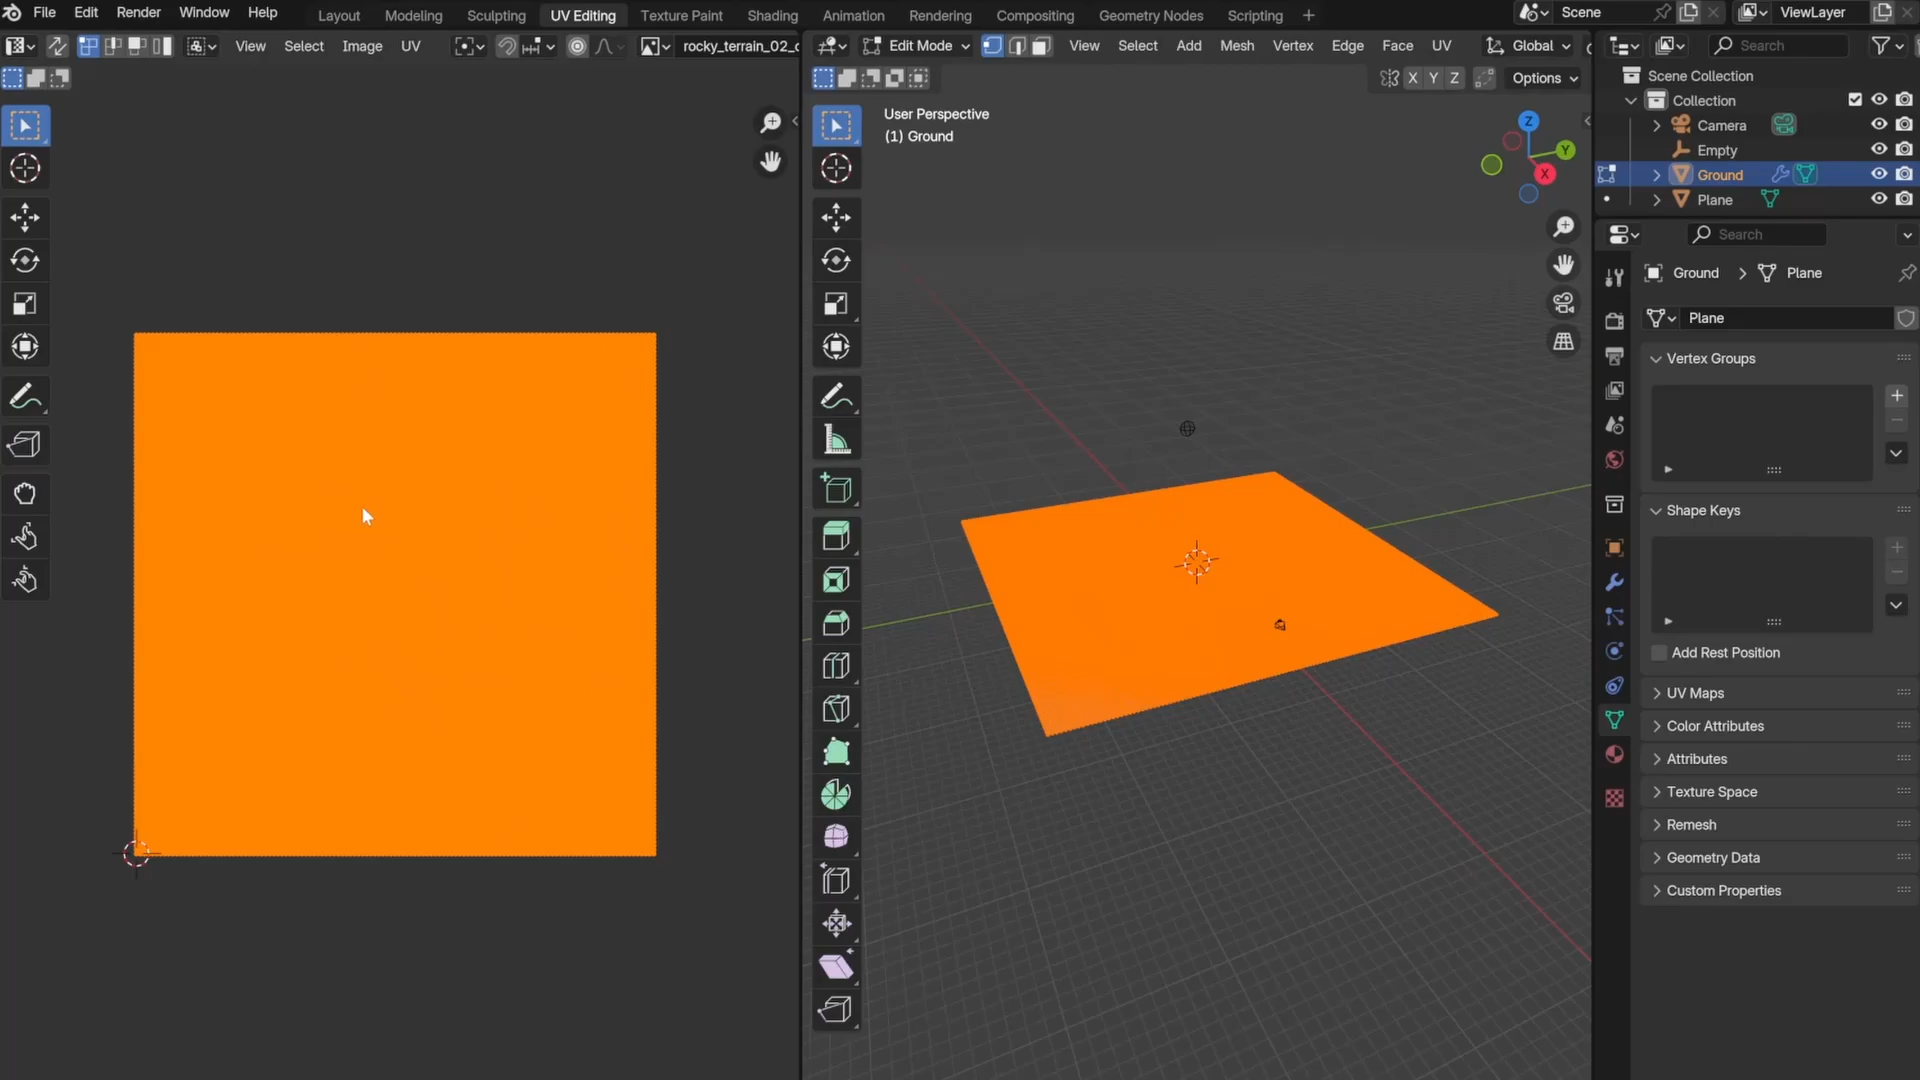 File Edit Render Window Help Layout Modeling Sculpting UV Editing Texture Paint Shading Animation Rendering Compositing Geometry Nodes Scripting + Scene ViewLayer
View Select Image UV rocky_terrain_02_ Edit Mode View Select Add Mesh Vertex Edge Face UV Global Search
X Y Z Options
Scene Collection
Collection
User Perspective
(1) Ground
Camera
Empty
Ground
Plane
Z
Y
X
Search
Ground > Plane
Plane
Vertex Groups
Shape Keys
Add Rest Position
UV Maps
Color Attributes
Attributes
Texture Space
Remesh
Geometry Data
Custom Properties